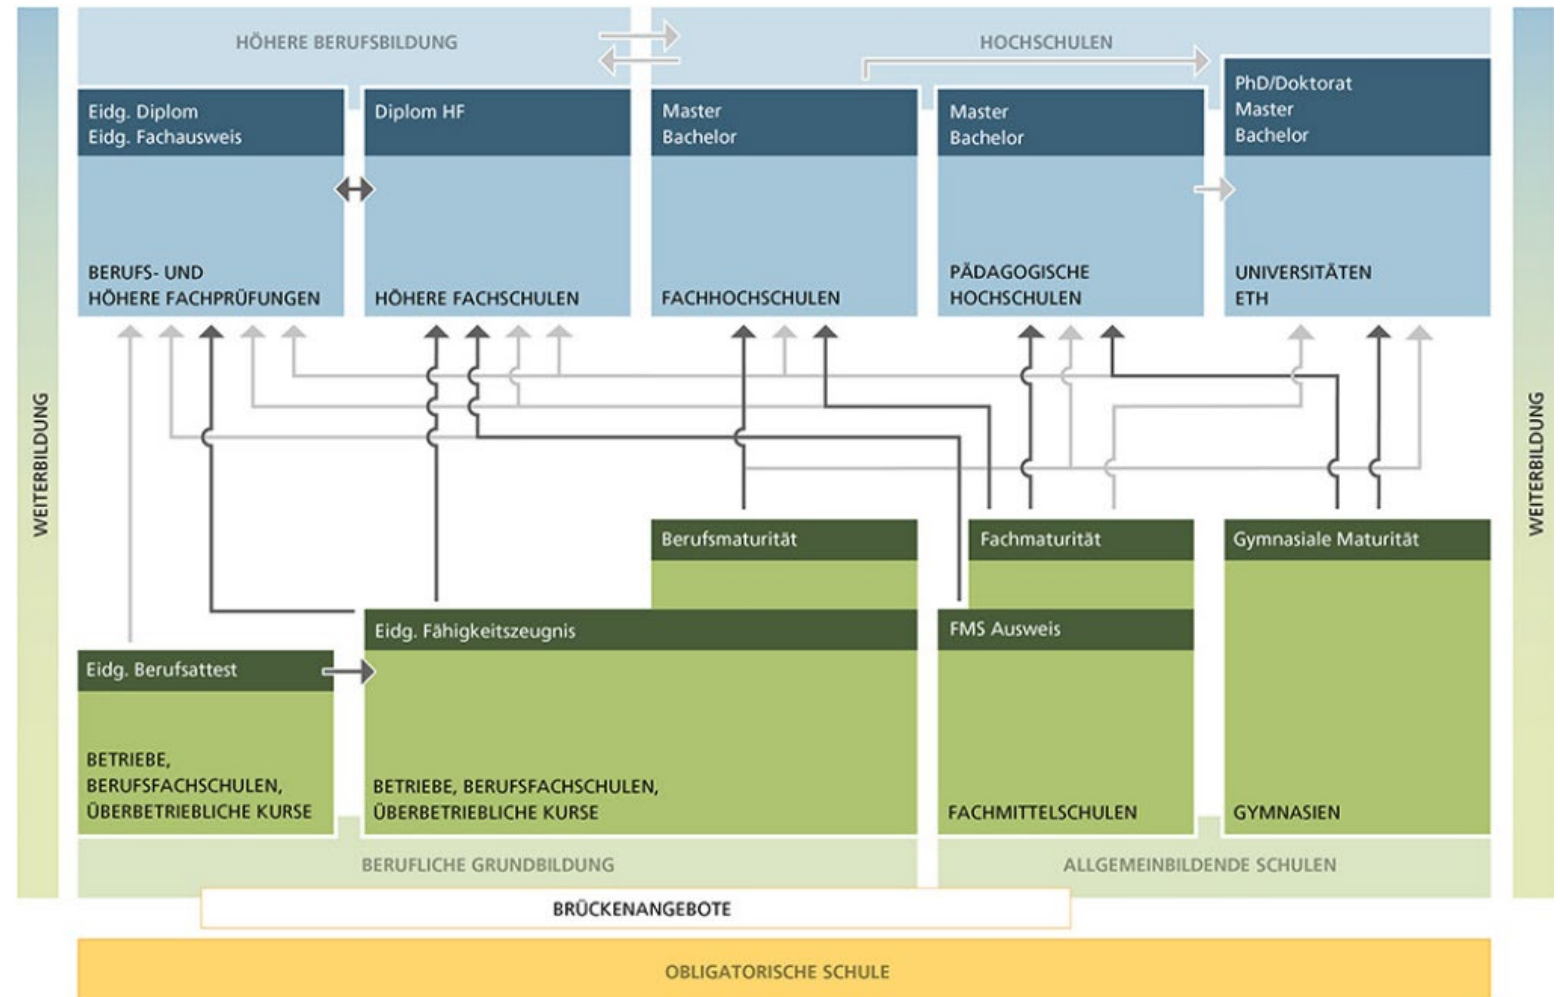 HÖHERE BERUFSBILDUNG
HOCHSCHULEN
Eidg. Diplom
Eidg. Fachausweis
BERUFS- UND
HÖHERE FACHPRÜFUNGEN
Diplom HF
HÖHERE FACHSCHULEN
Master
Bachelor
FACHHOCHSCHULEN
Master
Bachelor
PÄDAGOGISCHE
HOCHSCHULEN
PhD/Doktorat
Master
Bachelor
UNIVERSITÄTEN
ETH
WEITERBILDUNG
WEITERBILDUNG
Berufsmaturität
Fachmaturität
Gymnasiale Maturität
Eidg. Fähigkeitszeugnis
FMS Ausweis
Eidg. Berufsattest
BETRIEBE,
BERUFSFACHSCHULEN,
ÜBERBETRIEBLICHE KURSE
BETRIEBE, BERUFSFACHSCHULEN,
ÜBERBETRIEBLICHE KURSE
FACHMITTELSCHULEN
GYMNASIEN
BERUFLICHE GRUNDBILDUNG
ALLGEMEINBILDENDE SCHULEN
BRÜCKENANGEBOTE
OBLIGATORISCHE SCHULE